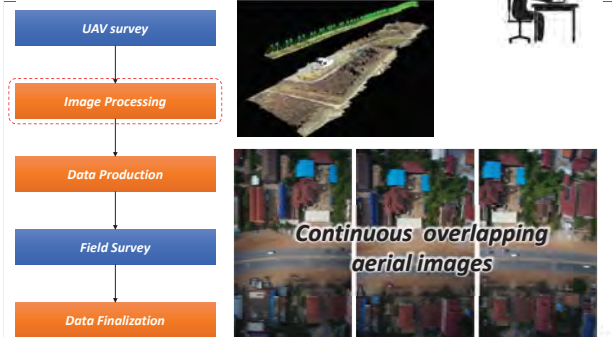 UAV survey
Image Processing
Data Production
Field Survey
Data Finalization
Continuous overlapping
aerial images